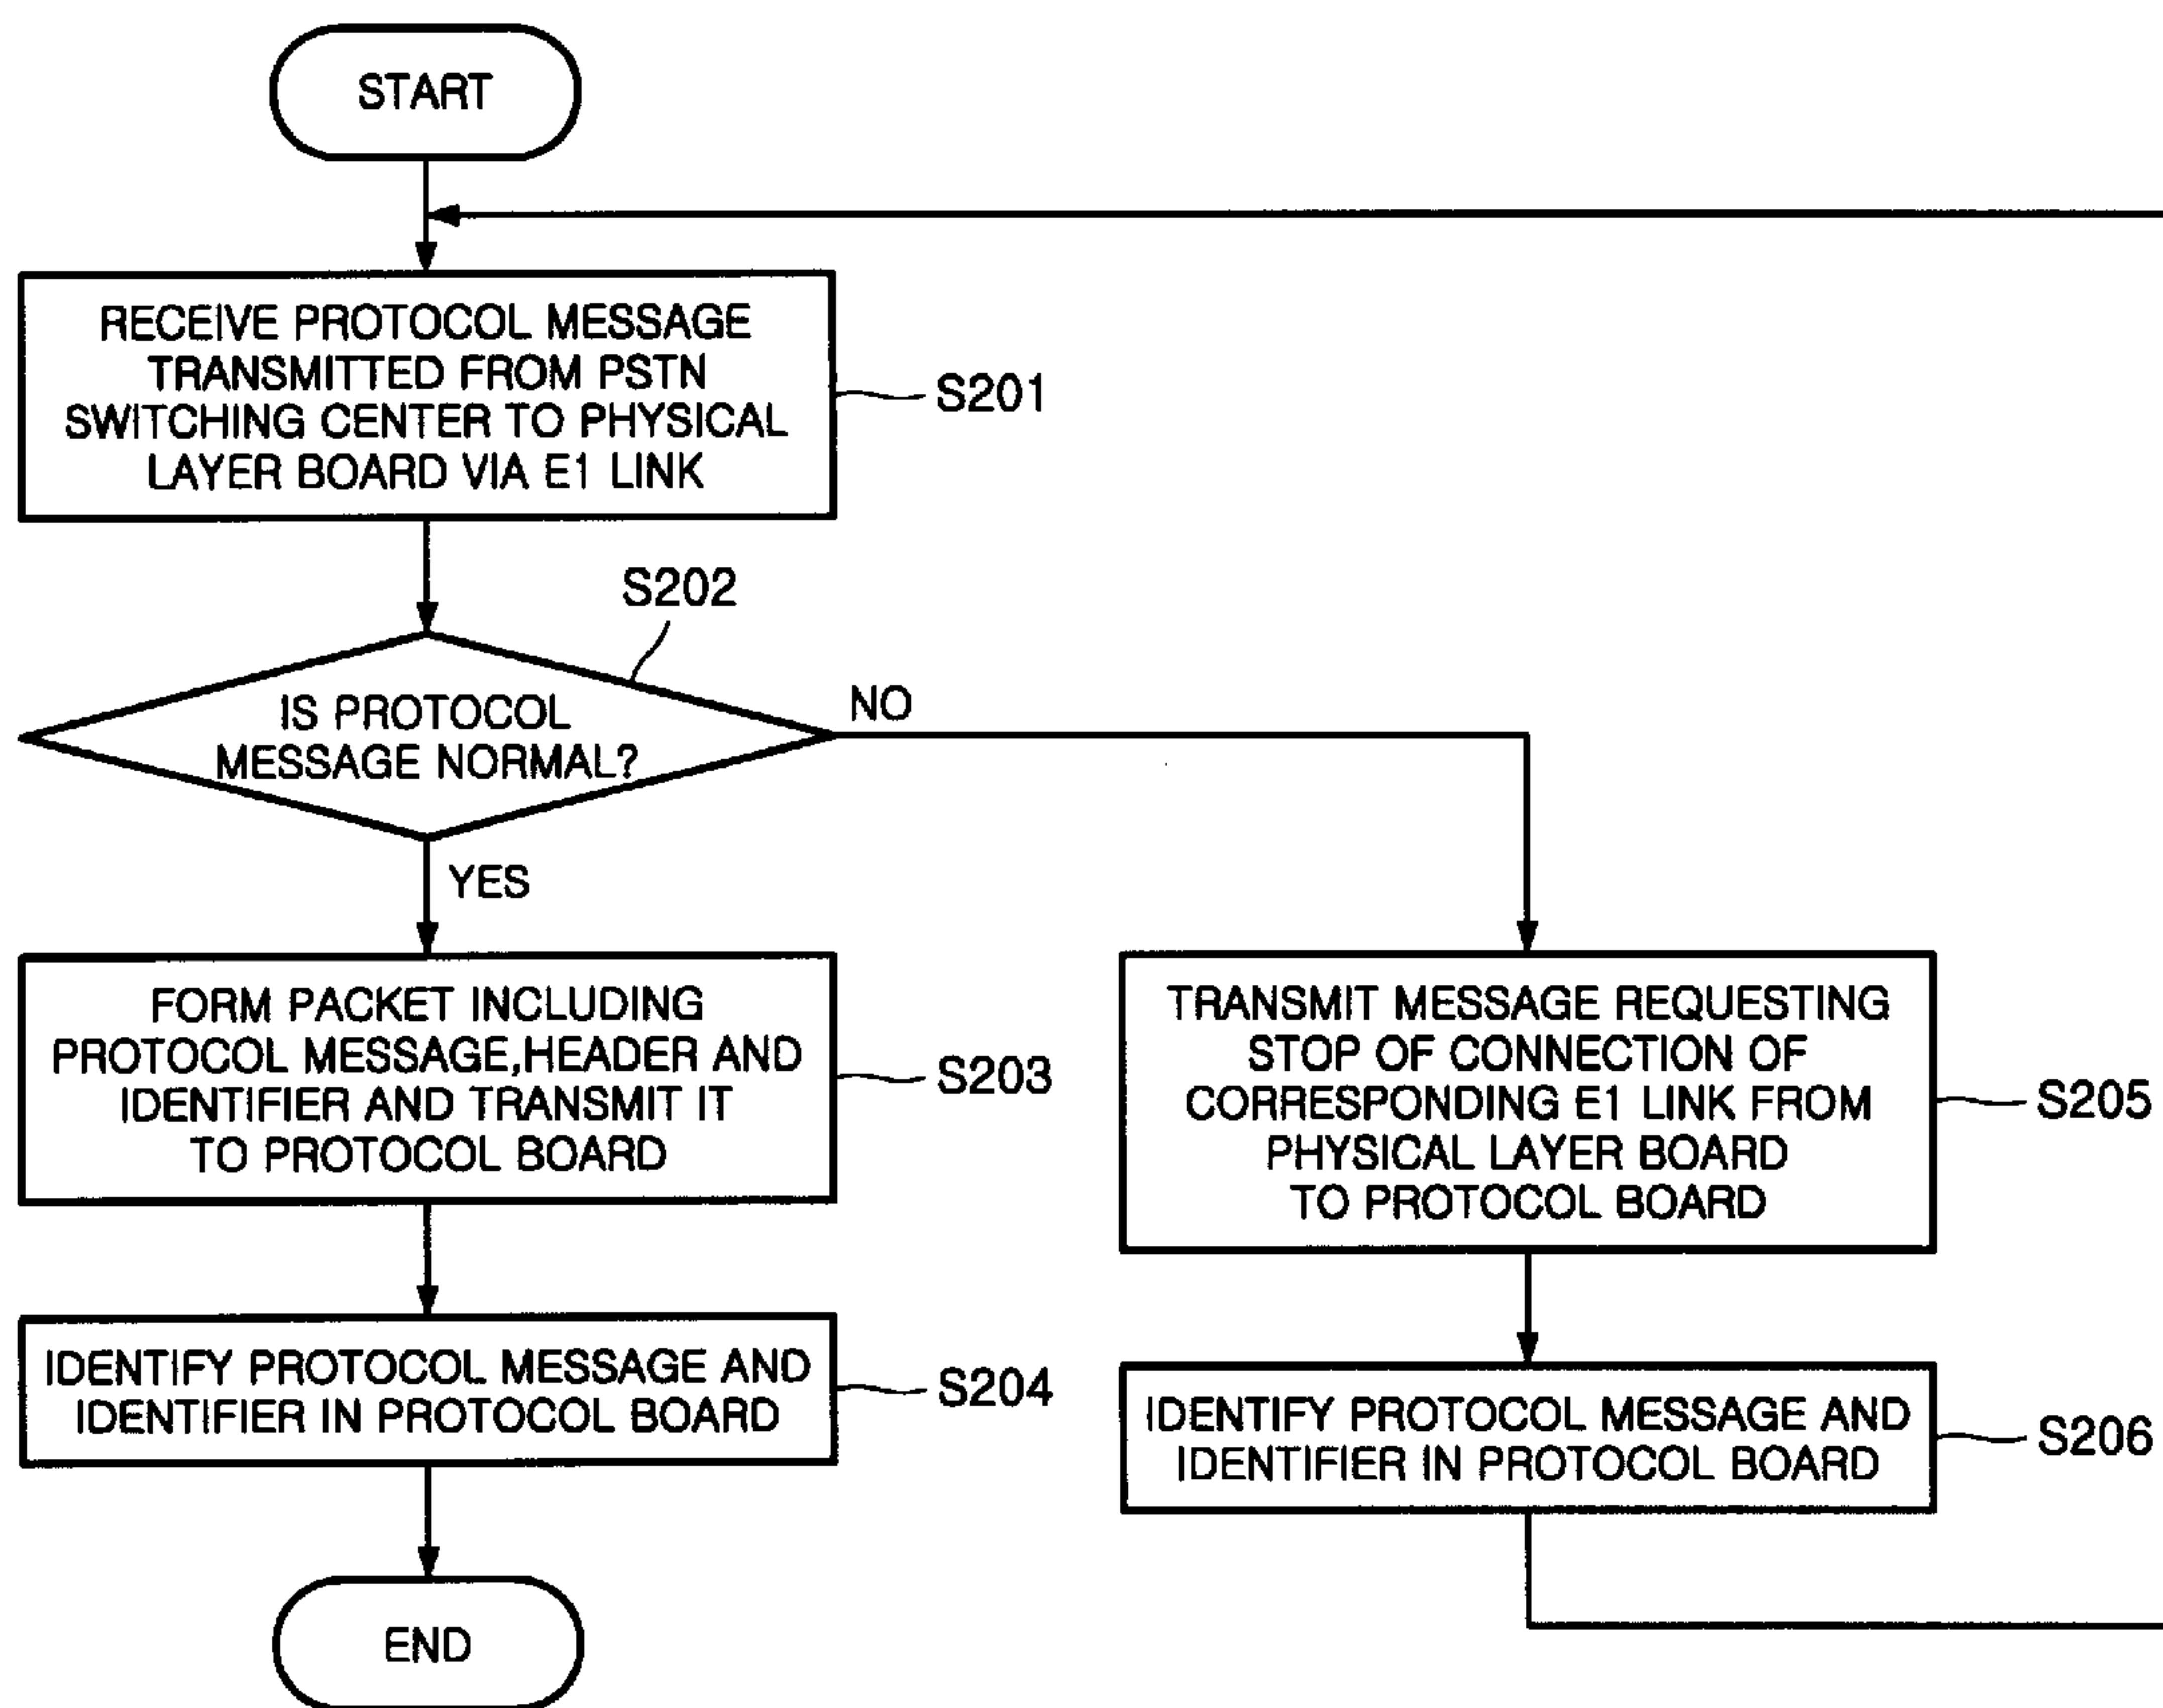 START
RECEIVE PROTOCOL MESSAGE
TRANSMITTED FROM PSTN
SWITCHING CENTER TO PHYSICAL
LAYER BOARD VIA E1 LINK
S201
S202
IS PROTOCOL
MESSAGE NORMAL?
NO
YES
FORM PACKET INCLUDING
PROTOCOL MESSAGE,HEADER AND
IDENTIFIER AND TRANSMIT IT
TO PROTOCOL BOARD
S203
TRANSMIT MESSAGE REQUESTING
STOP OF CONNECTION OF
CORRESPONDING E1 LINK FROM
PHYSICAL LAYER BOARD
TO PROTOCOL BOARD
S205
IDENTIFY PROTOCOL MESSAGE AND
IDENTIFIER IN PROTOCOL BOARD
S204
IDENTIFY PROTOCOL MESSAGE AND
IDENTIFIER IN PROTOCOL BOARD
S206
END